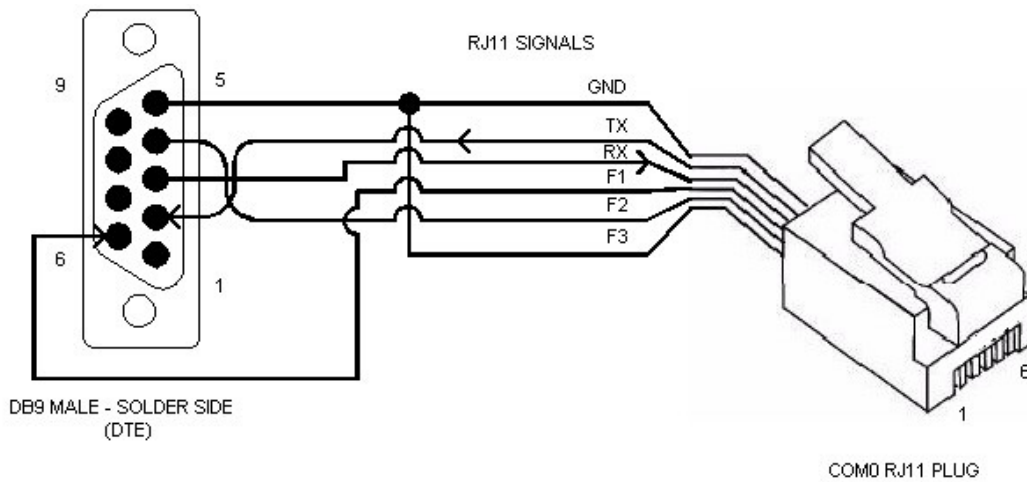 RJ11 SIGNALS
9
5
GND
TX
RX
F1
F2
F3
6
1
6
1
DB9 MALE - SOLDER SIDE
(DTE)
COM0 RJ11 PLUG